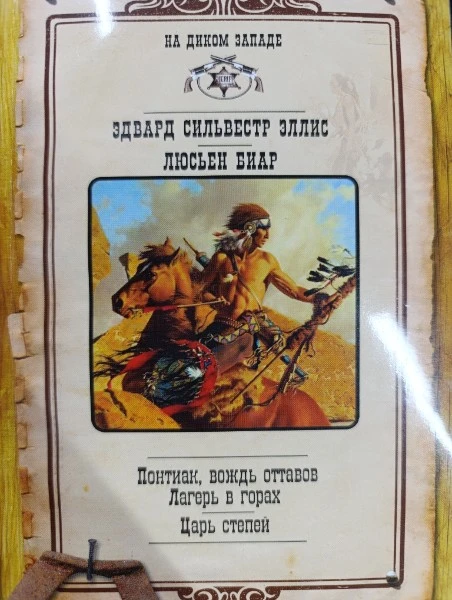 НА ДИКОМ ЗАПАДЕ
ЭДВАРД СИЛЬВЕСТР ЭЛЛИС
ЛЮСЬЕН БИАР
Понтиак, вождь оттавов
Лагерь в горах
Царь степей